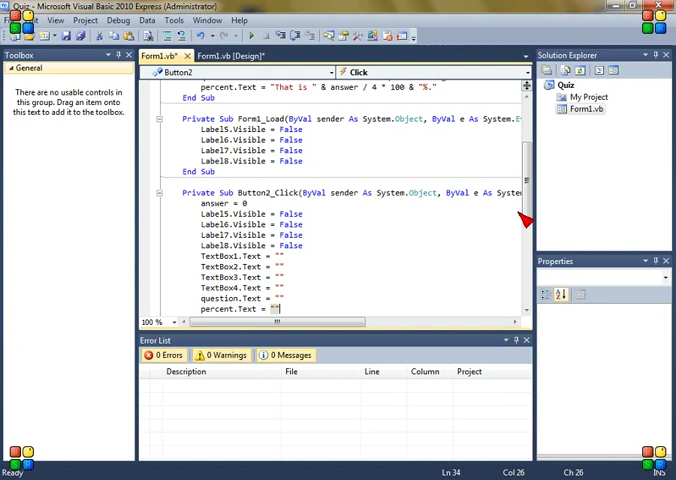 Quiz - Microsoft Visual Basic 2010 Express (Administrator)
File Edit View Project Debug Data Tools Window Help
Toolbox
General
There are no usable controls in
this group. Drag an item onto
this text to add it to the toolbox.
Form1.vb*
Form1.vb [Design]*
Button2
Click
percent.Text = "That is " & answer / 4 * 100 & "%."
End Sub
Private Sub Form1_Load(ByVal sender As System.Object, ByVal e As System.Ev
Label5.Visible = False
Label6.Visible = False
Label7.Visible = False
Label8.Visible = False
End Sub
Private Sub Button2_Click(ByVal sender As System.Object, ByVal e As System
answer = 0
Label5.Visible = False
Label6.Visible = False
Label7.Visible = False
Label8.Visible = False
TextBox1.Text = ""
TextBox2.Text = ""
TextBox3.Text = ""
TextBox4.Text = ""
question.Text = ""
percent.Text = ""
100 %
Error List
0 Errors
0 Warnings
0 Messages
Description
File
Line
Column
Project
Solution Explorer
Quiz
My Project
Form1.vb
Properties
Ready
Ln 34
Col 26
Ch 26
INS